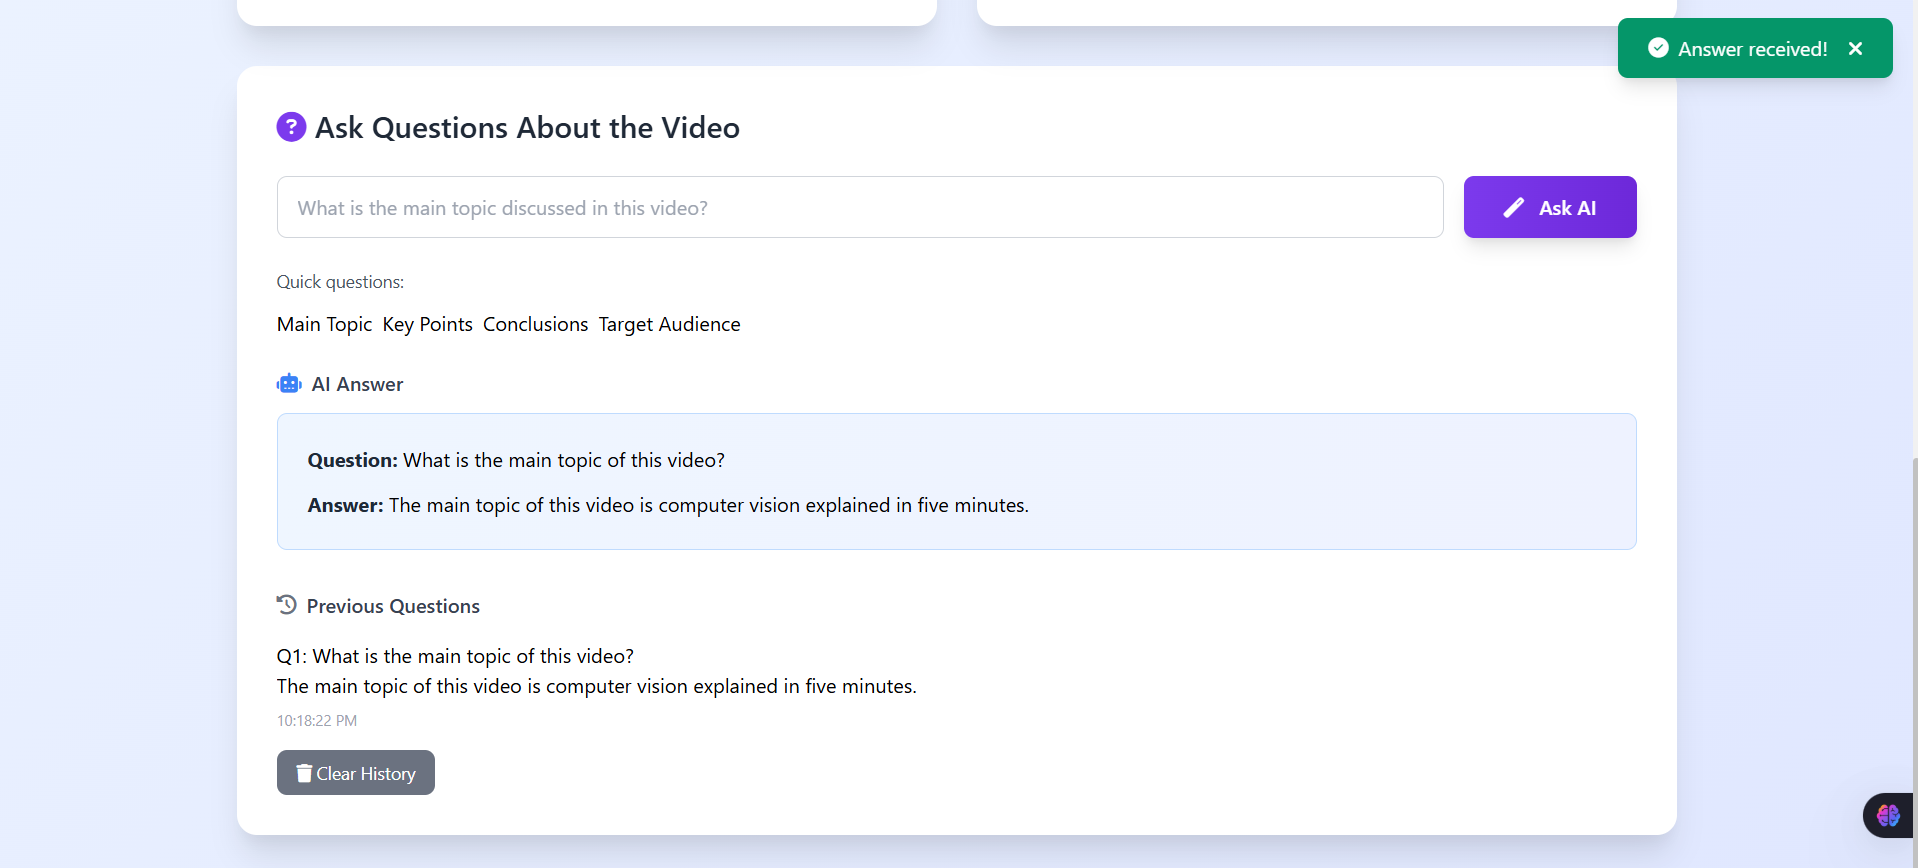 Answer received!
Ask Questions About the Video
What is the main topic discussed in this video?
Ask AI
Quick questions:
Main Topic Key Points Conclusions Target Audience
AI Answer
Question: What is the main topic of this video?
Answer: The main topic of this video is computer vision explained in five minutes.
Previous Questions
Q1: What is the main topic of this video?
The main topic of this video is computer vision explained in five minutes.
10:18:22 PM
Clear History